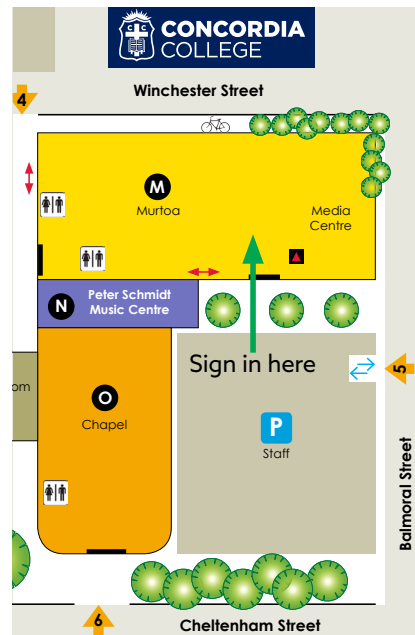 CONCORDIA
COLLEGE
Winchester Street
4
M
Murtoa
Media
Centre
N
Peter Schmidt
Music Centre
Sign in here
5
om
O
Chapel
P
Staff
Balmoral Street
6
Cheltenham Street